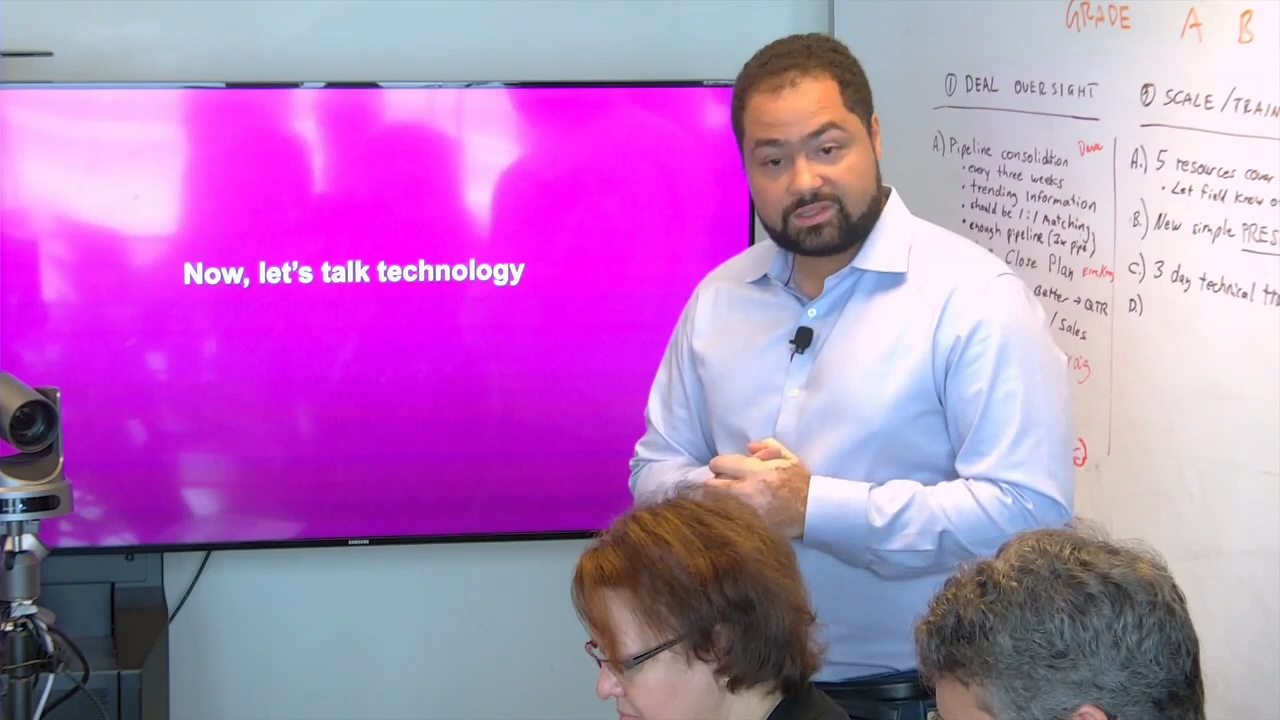 Now, let's talk technology
SAMSUNG
GRADE A B
① DEAL OVERSIGHT
A.) Pipeline consolidation Dave
• every three weeks
• trending information
• should be 1:1 matching
• enough pipeline (3x pipe)
Close Plan
Better → QTR
/ Sales
② SCALE/TRAIN
A.) 5 resources cover
• Let field know
B.) New simple PRES
C.) 3 day technical
D.)